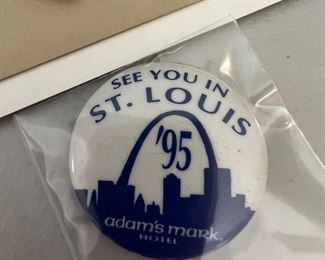 SEE YOU IN
ST. LOUIS
'95
adam's mark
HOTEL